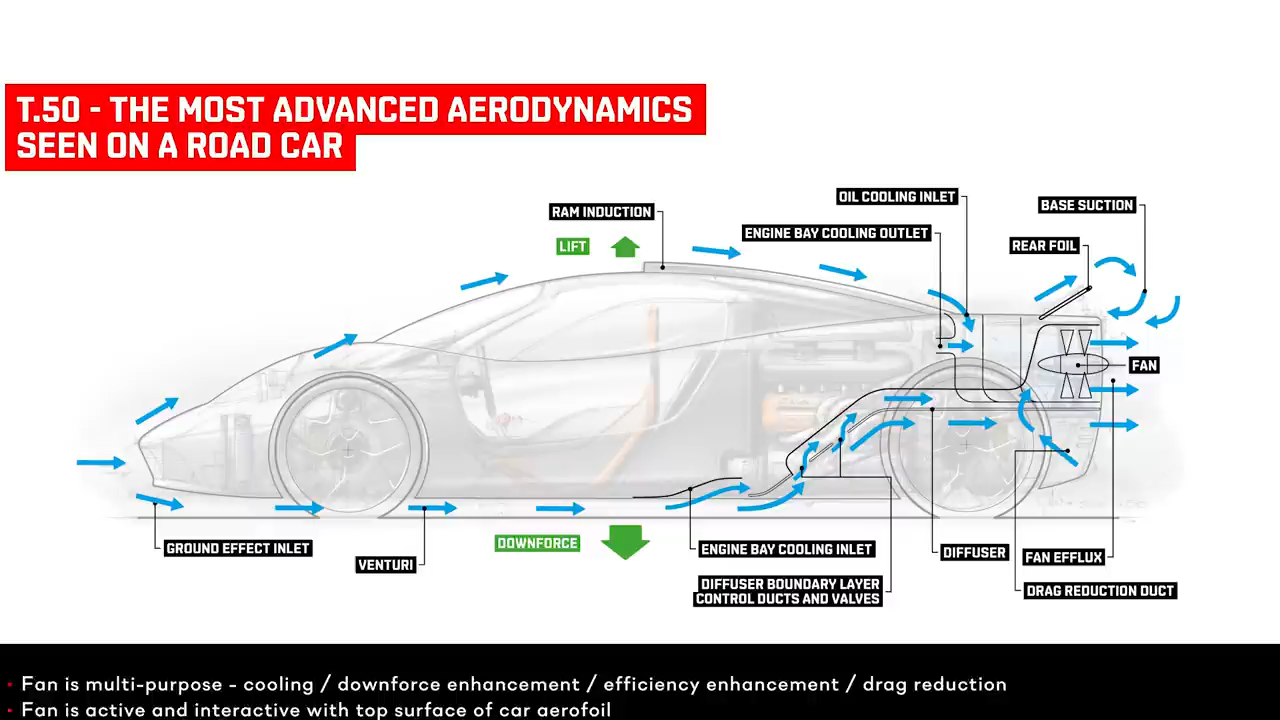 T.50 - THE MOST ADVANCED AERODYNAMICS
SEEN ON A ROAD CAR
OIL COOLING INLET
BASE SUCTION
RAM INDUCTION
ENGINE BAY COOLING OUTLET
LIFT
REAR FOIL
FAN
DOWNFORCE
GROUND EFFECT INLET
ENGINE BAY COOLING INLET
DIFFUSER
FAN EFFLUX
VENTURI
DIFFUSER BOUNDARY LAYER
CONTROL DUCTS AND VALVES
DRAG REDUCTION DUCT
• Fan is multi-purpose - cooling / downforce enhancement / efficiency enhancement / drag reduction
• Fan is active and interactive with top surface of car aerofoil